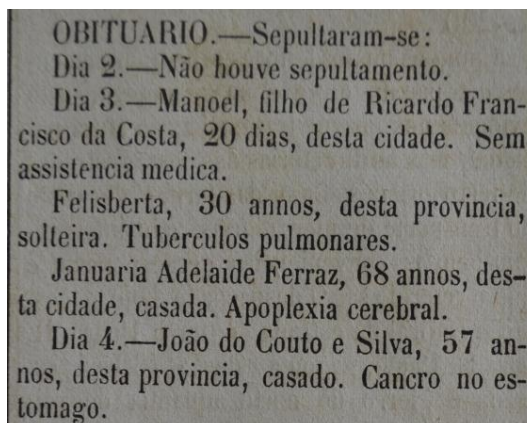 OBITUARIO.—Sepultaram-se:
Dia 2.—Não houve sepultamento.
Dia 3.—Manoel, filho de Ricardo Fran-
cisco da Costa, 20 dias, desta cidade. Sem
assistencia medica.
Felisberta, 30 annos, desta provincia,
solteira. Tuberculos pulmonares.
Januaria Adelaide Ferraz, 68 annos, des-
ta cidade, casada. Apoplexia cerebral.
Dia 4.—João do Couto e Silva, 57 an-
nos, desta provincia, casado. Cancro no es-
tomago.